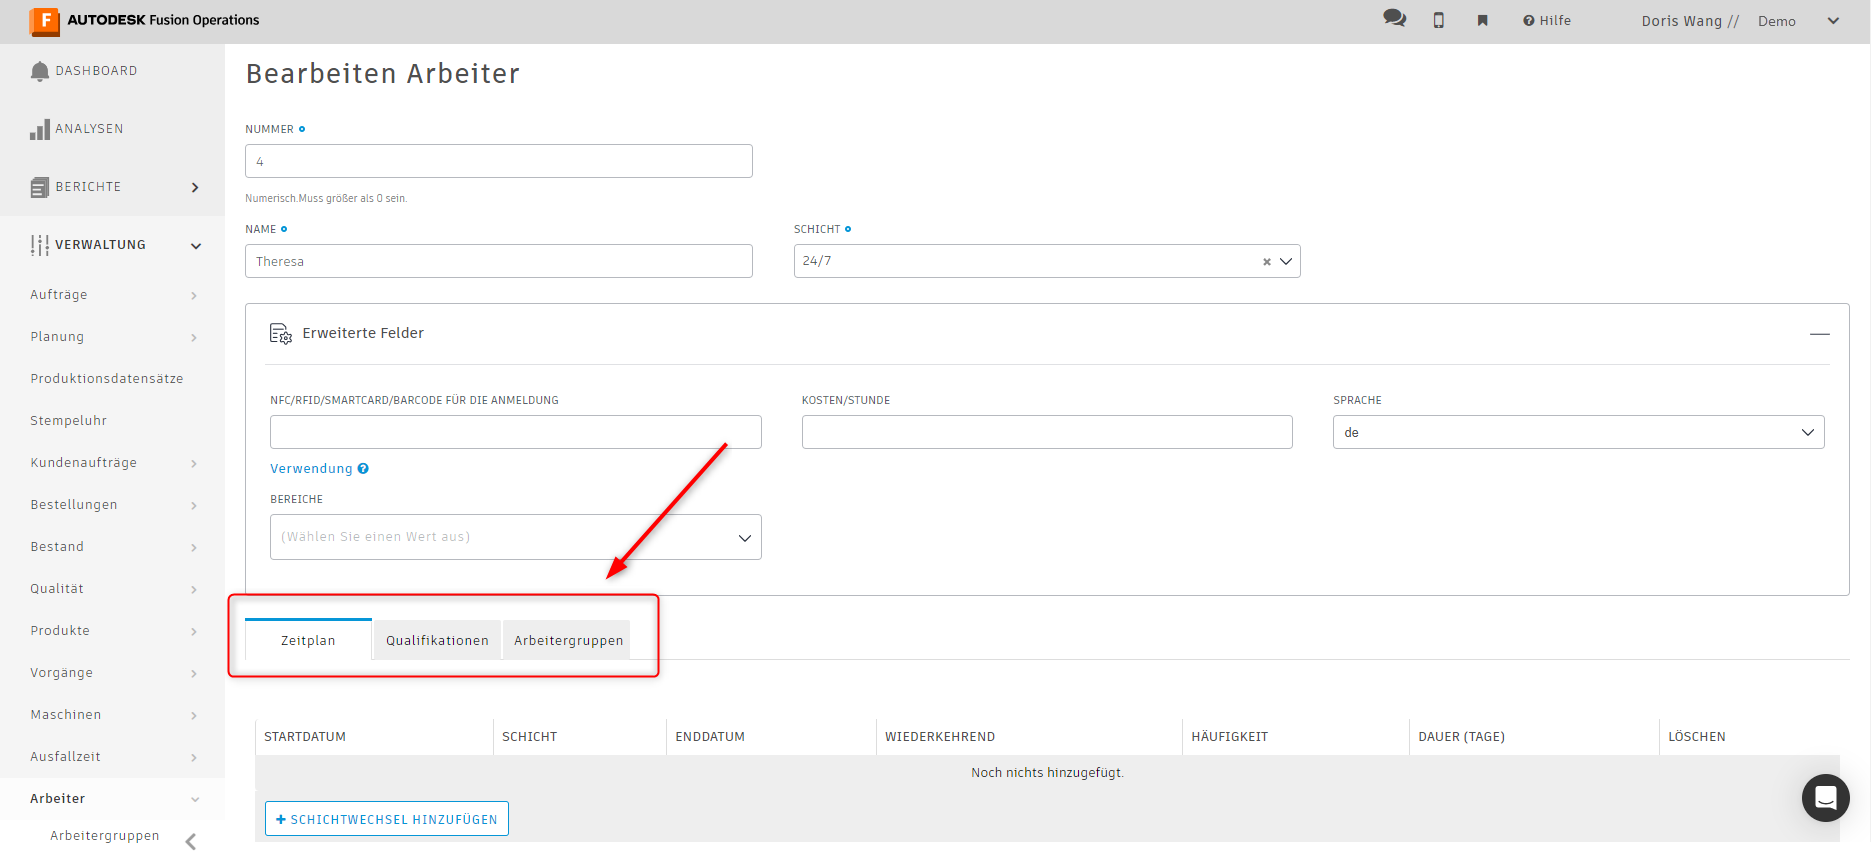 AUTODESK Fusion Operations
Hilfe
Doris Wang //
Demo
DASHBOARD
ANALYSEN
BERICHTE
VERWALTUNG
Aufträge
Planung
Produktionsdatensätze
Stempeluhr
Kundenaufträge
Bestellungen
Bestand
Qualität
Produkte
Vorgänge
Maschinen
Ausfallzeit
Arbeiter
Arbeitergruppen
Bearbeiten Arbeiter
NUMMER
4
Numerisch.Muss größer als 0 sein.
NAME
Theresa
SCHICHT
24/7
Erweiterte Felder
NFC/RFID/SMARTCARD/BARCODE FÜR DIE ANMELDUNG
KOSTEN/STUNDE
SPRACHE
de
Verwendung
BEREICHE
(Wählen Sie einen Wert aus)
Zeitplan
Qualifikationen
Arbeitergruppen
STARTDATUM
SCHICHT
ENDDATUM
WIEDERKEHREND
HÄUFIGKEIT
DAUER (TAGE)
LÖSCHEN
Noch nichts hinzugefügt.
+ SCHICHTWECHSEL HINZUFÜGEN